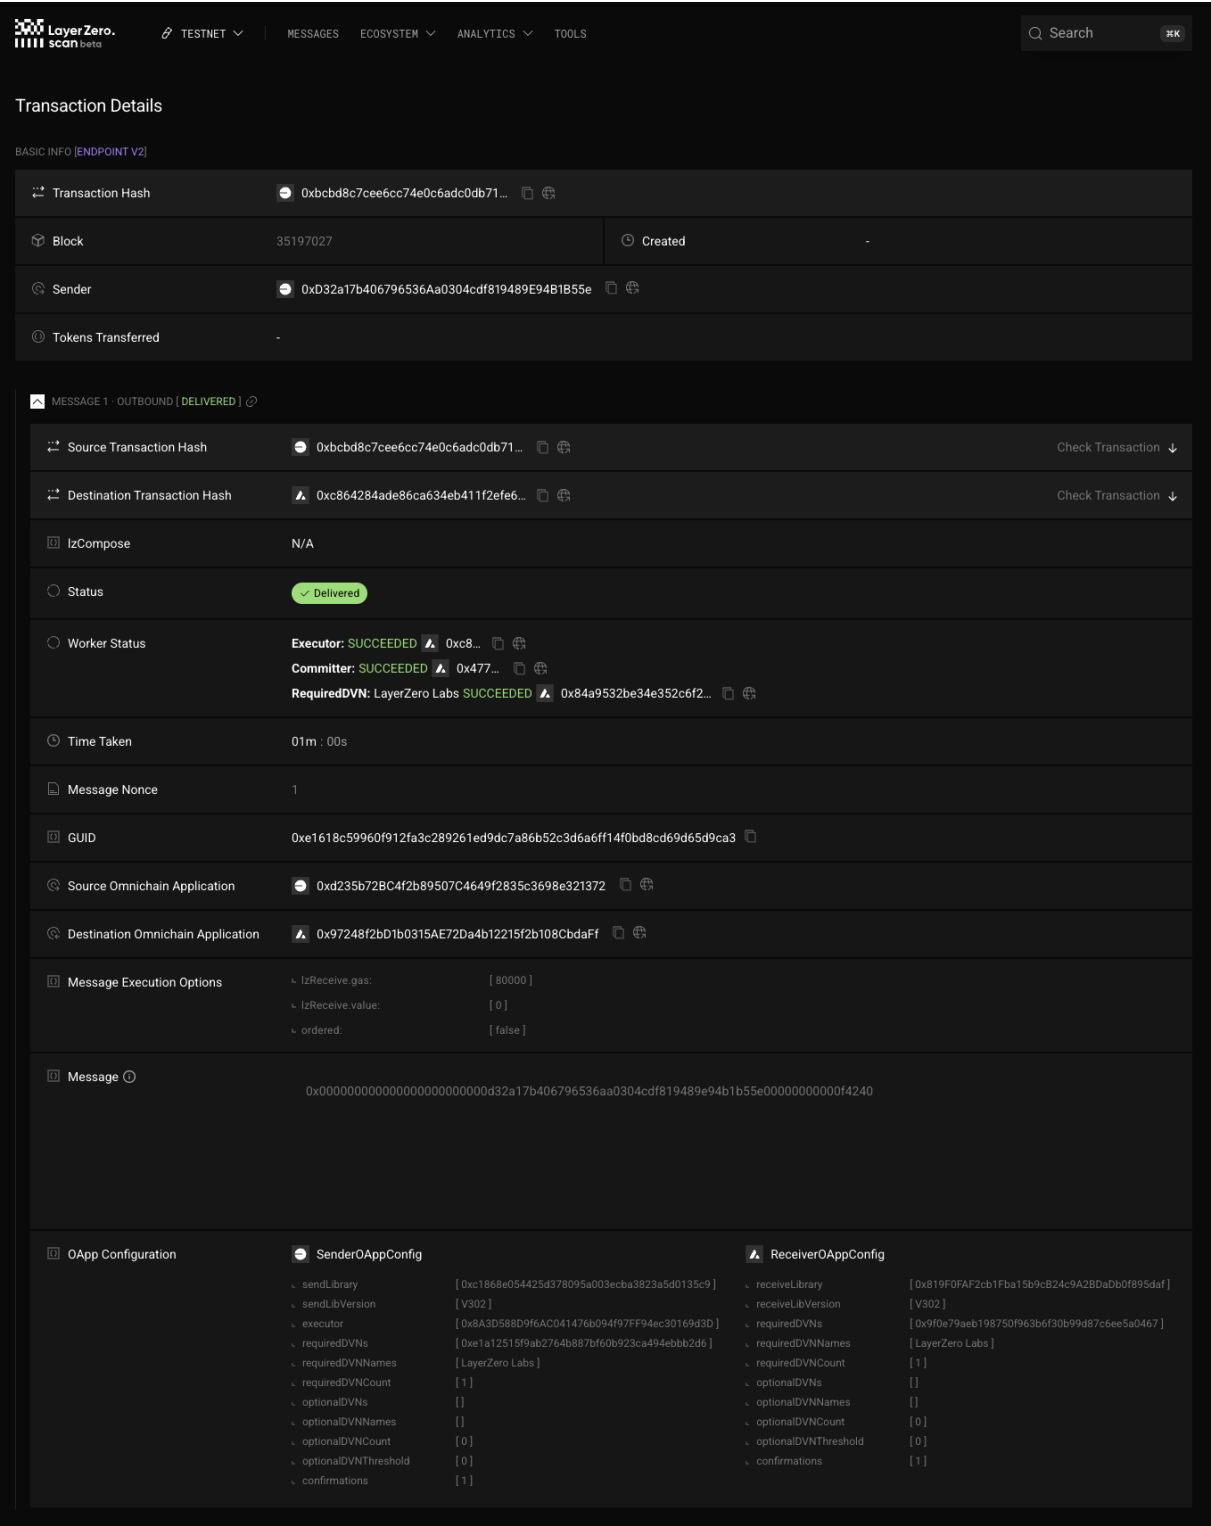 LayerZero.
scan beta
TESTNET
MESSAGES
ECOSYSTEM
ANALYTICS
TOOLS
Search
⌘K
Transaction Details
BASIC INFO [ENDPOINT V2]
Transaction Hash 0xbcbd8c7cee6cc74e0c6adc0db71...
Block 35197027 Created -
Sender 0xD32a17b406796536Aa0304cdf819489E94B1B55e
Tokens Transferred -
MESSAGE 1 · OUTBOUND [ DELIVERED ]
Source Transaction Hash 0xbcbd8c7cee6cc74e0c6adc0db71... Check Transaction ↓
Destination Transaction Hash 0xc864284ade86ca634eb411f2efe6... Check Transaction ↓
lzCompose N/A
Status Delivered
Worker Status Executor: SUCCEEDED 0xc8...
Committer: SUCCEEDED 0x477...
RequiredDVN: LayerZero Labs SUCCEEDED 0x84a9532be34e352c6f2...
Time Taken 01m : 00s
Message Nonce 1
GUID 0xe1618c59960f912fa3c289261ed9dc7a86b52c3d6a6ff14f0bd8cd69d65d9ca3
Source Omnichain Application 0xd235b72BC4f2b89507C4649f2835c3698e321372
Destination Omnichain Application 0x97248f2bD1b0315AE72Da4b12215f2b108CbdaFf
Message Execution Options lzReceive.gas: [ 80000 ]
lzReceive.value: [ 0 ]
ordered: [ false ]
Message
0x000000000000000000000000d32a17b406796536aa0304cdf819489e94b1b55e00000000000f4240
OApp Configuration SenderOAppConfig ReceiverOAppConfig
sendLibrary [ 0xc1868e054425d378095a003ecba3823a5d0135c9 ] receiveLibrary [ 0x819F0FAF2cb1Fba15b9cB24c9A2BDaDb0f895daf ]
sendLibVersion [ V302 ] receiveLibVersion [ V302 ]
executor [ 0x8A3D588D9f6AC041476b094f97FF94ec30169d3D ] requiredDVNs [ 0x9f0e79aeb198750f963b6f30b99d87c6ee5a0467 ]
requiredDVNs [ 0xe1a12515f9ab2764b887bf60b923ca494ebbb2d6 ] requiredDVNNames [ LayerZero Labs ]
requiredDVNNames [ LayerZero Labs ] requiredDVNCount [ 1 ]
requiredDVNCount [ 1 ] optionalDVNs []
optionalDVNs [] optionalDVNNames []
optionalDVNNames [] optionalDVNCount [ 0 ]
optionalDVNCount [ 0 ] optionalDVNThreshold [ 0 ]
optionalDVNThreshold [ 0 ] confirmations [ 1 ]
confirmations [ 1 ]